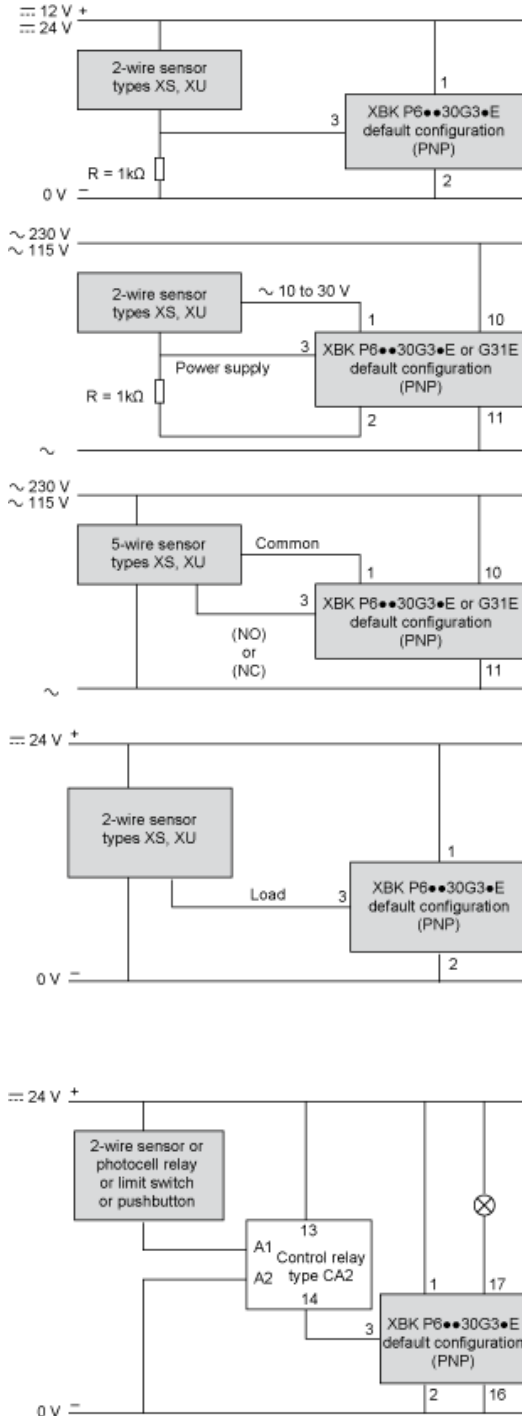 ⎓ 12 V +
⎓ 24 V
2-wire sensor
types XS, XU
1
3
XBK P6●●30G3●E
default configuration
(PNP)
R = 1kΩ
2
0 V −
∼ 230 V
∼ 115 V
2-wire sensor
types XS, XU
∼ 10 to 30 V
1
10
3
XBK P6●●30G3●E or G31E
default configuration
(PNP)
Power supply
R = 1kΩ
2
11
∼
∼ 230 V
∼ 115 V
5-wire sensor
types XS, XU
Common
1
10
3
XBK P6●●30G3●E or G31E
default configuration
(PNP)
(NO)
or
(NC)
11
∼
⎓ 24 V +
2-wire sensor
types XS, XU
1
Load
3
XBK P6●●30G3●E
default configuration
(PNP)
2
0 V −
⎓ 24 V +
2-wire sensor or
photocell relay
or limit switch
or pushbutton
13
A1
A2
Control relay
type CA2
14
1
17
3
XBK P6●●30G3●E
default configuration
(PNP)
2
16
0 V −